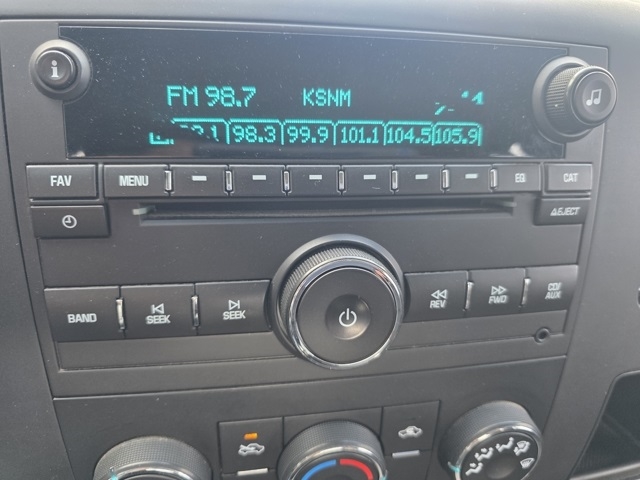 i
FM 98.7 KSNM
98.3 99.9 101.1 104.5 105.9
FAV MENU EQ CAT
EJECT
BAND SEEK SEEK REV FWD CD/AUX